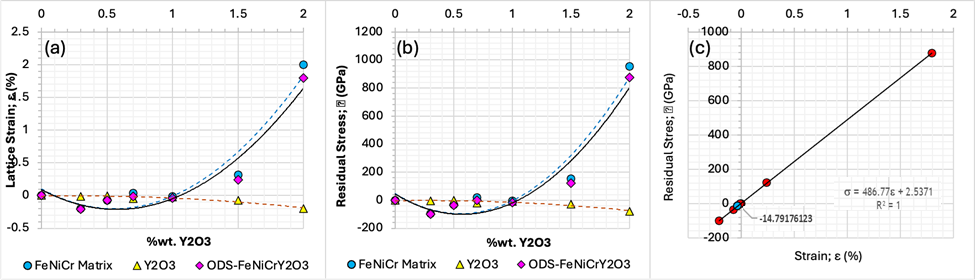 0 0.5 1 1.5 2
(a)
2.5
2
1.5
1
0.5
0
-0.5
Lattice Strain; ε (%)
%wt. Y2O3
FeNiCr Matrix Y2O3 ODS-FeNiCrY2O3
0 0.5 1 1.5 2
(b)
1200
1000
800
600
400
200
0
-200
Residual Stress; (GPa)
%wt. Y2O3
FeNiCr Matrix Y2O3 ODS-FeNiCrY2O3
-0.5 0 0.5 1 1.5 2
(c)
1000
800
600
400
200
0
-200
Residual Stres; (GPa)
σ = 486.77ε + 2.5371
R² = 1
-14.79176123
Strain; ε (%)